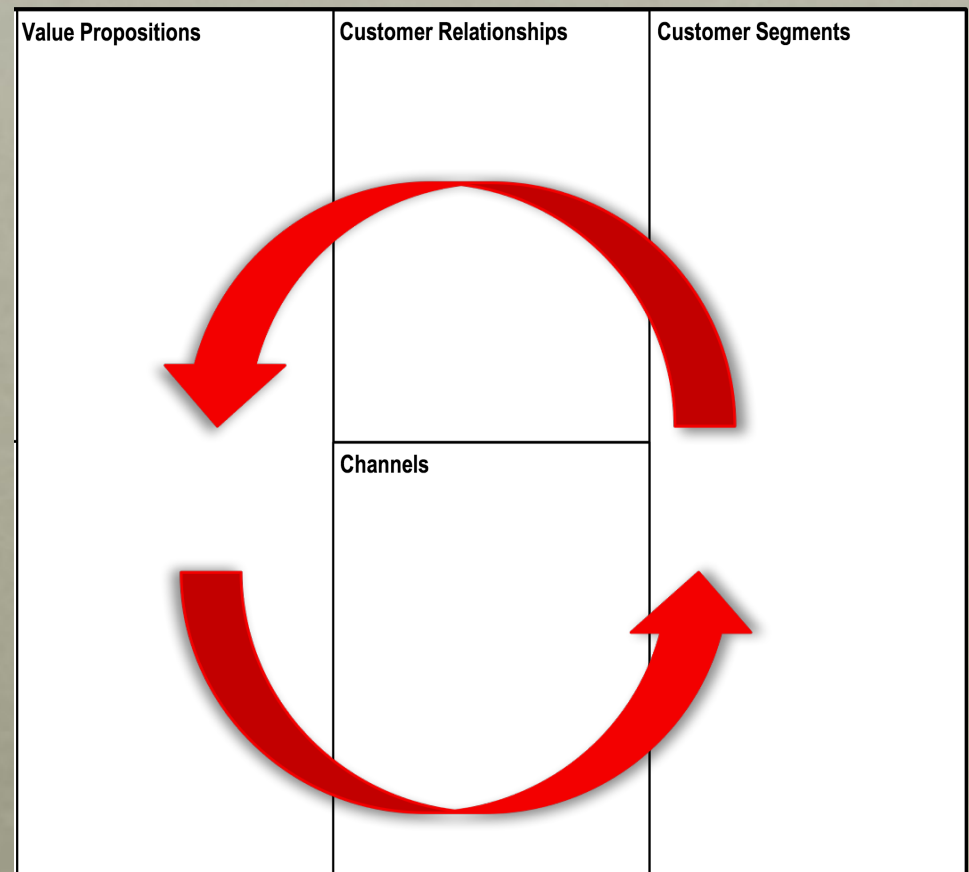 Value Propositions
Customer Relationships
Customer Segments
Channels